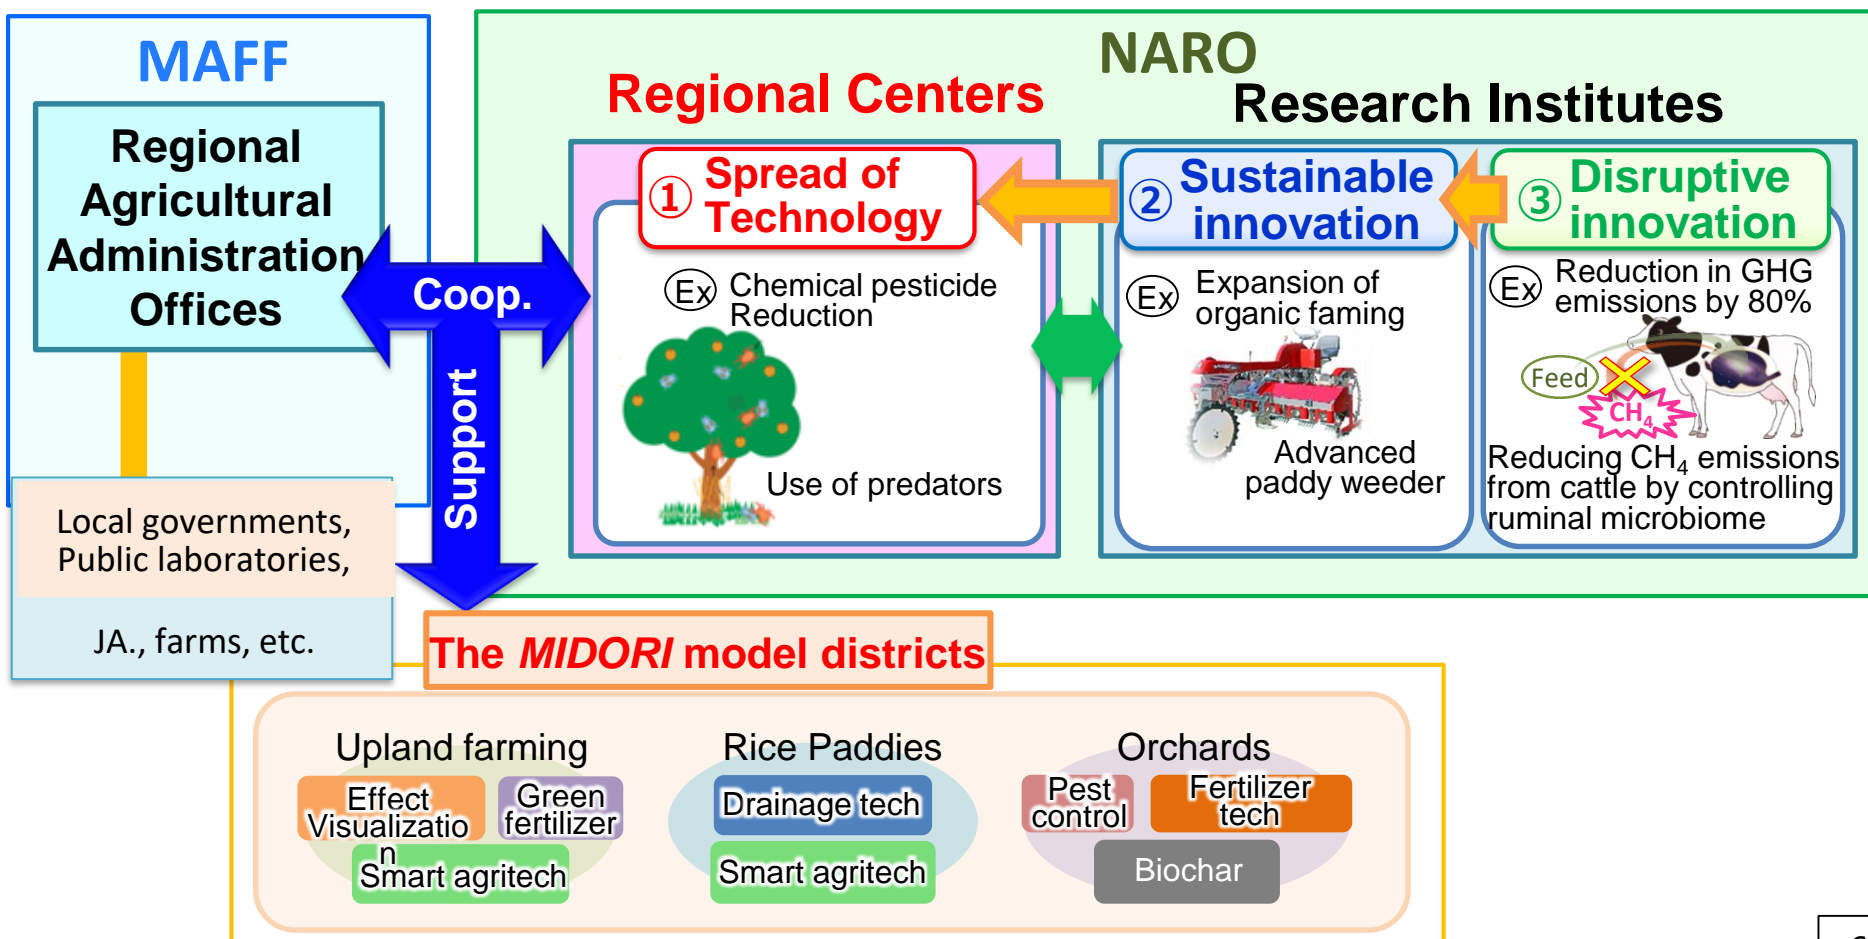 MAFF
Regional
Agricultural
Administration
Offices
Local governments,
Public laboratories,
JA., farms, etc.
Coop.
Support
NARO
Regional Centers
Research Institutes
① Spread of
Technology
Ex Chemical pesticide
Reduction
Use of predators
② Sustainable
innovation
Ex Expansion of
organic faming
Advanced
paddy weeder
③ Disruptive
innovation
Ex Reduction in GHG
emissions by 80%
Feed
CH₄
Reducing CH₄ emissions
from cattle by controlling
ruminal microbiome
The MIDORI model districts
Upland farming
Effect
Visualizatio
n
Green
fertilizer
Smart agritech
Rice Paddies
Drainage tech
Smart agritech
Orchards
Pest
control
Fertilizer
tech
Biochar